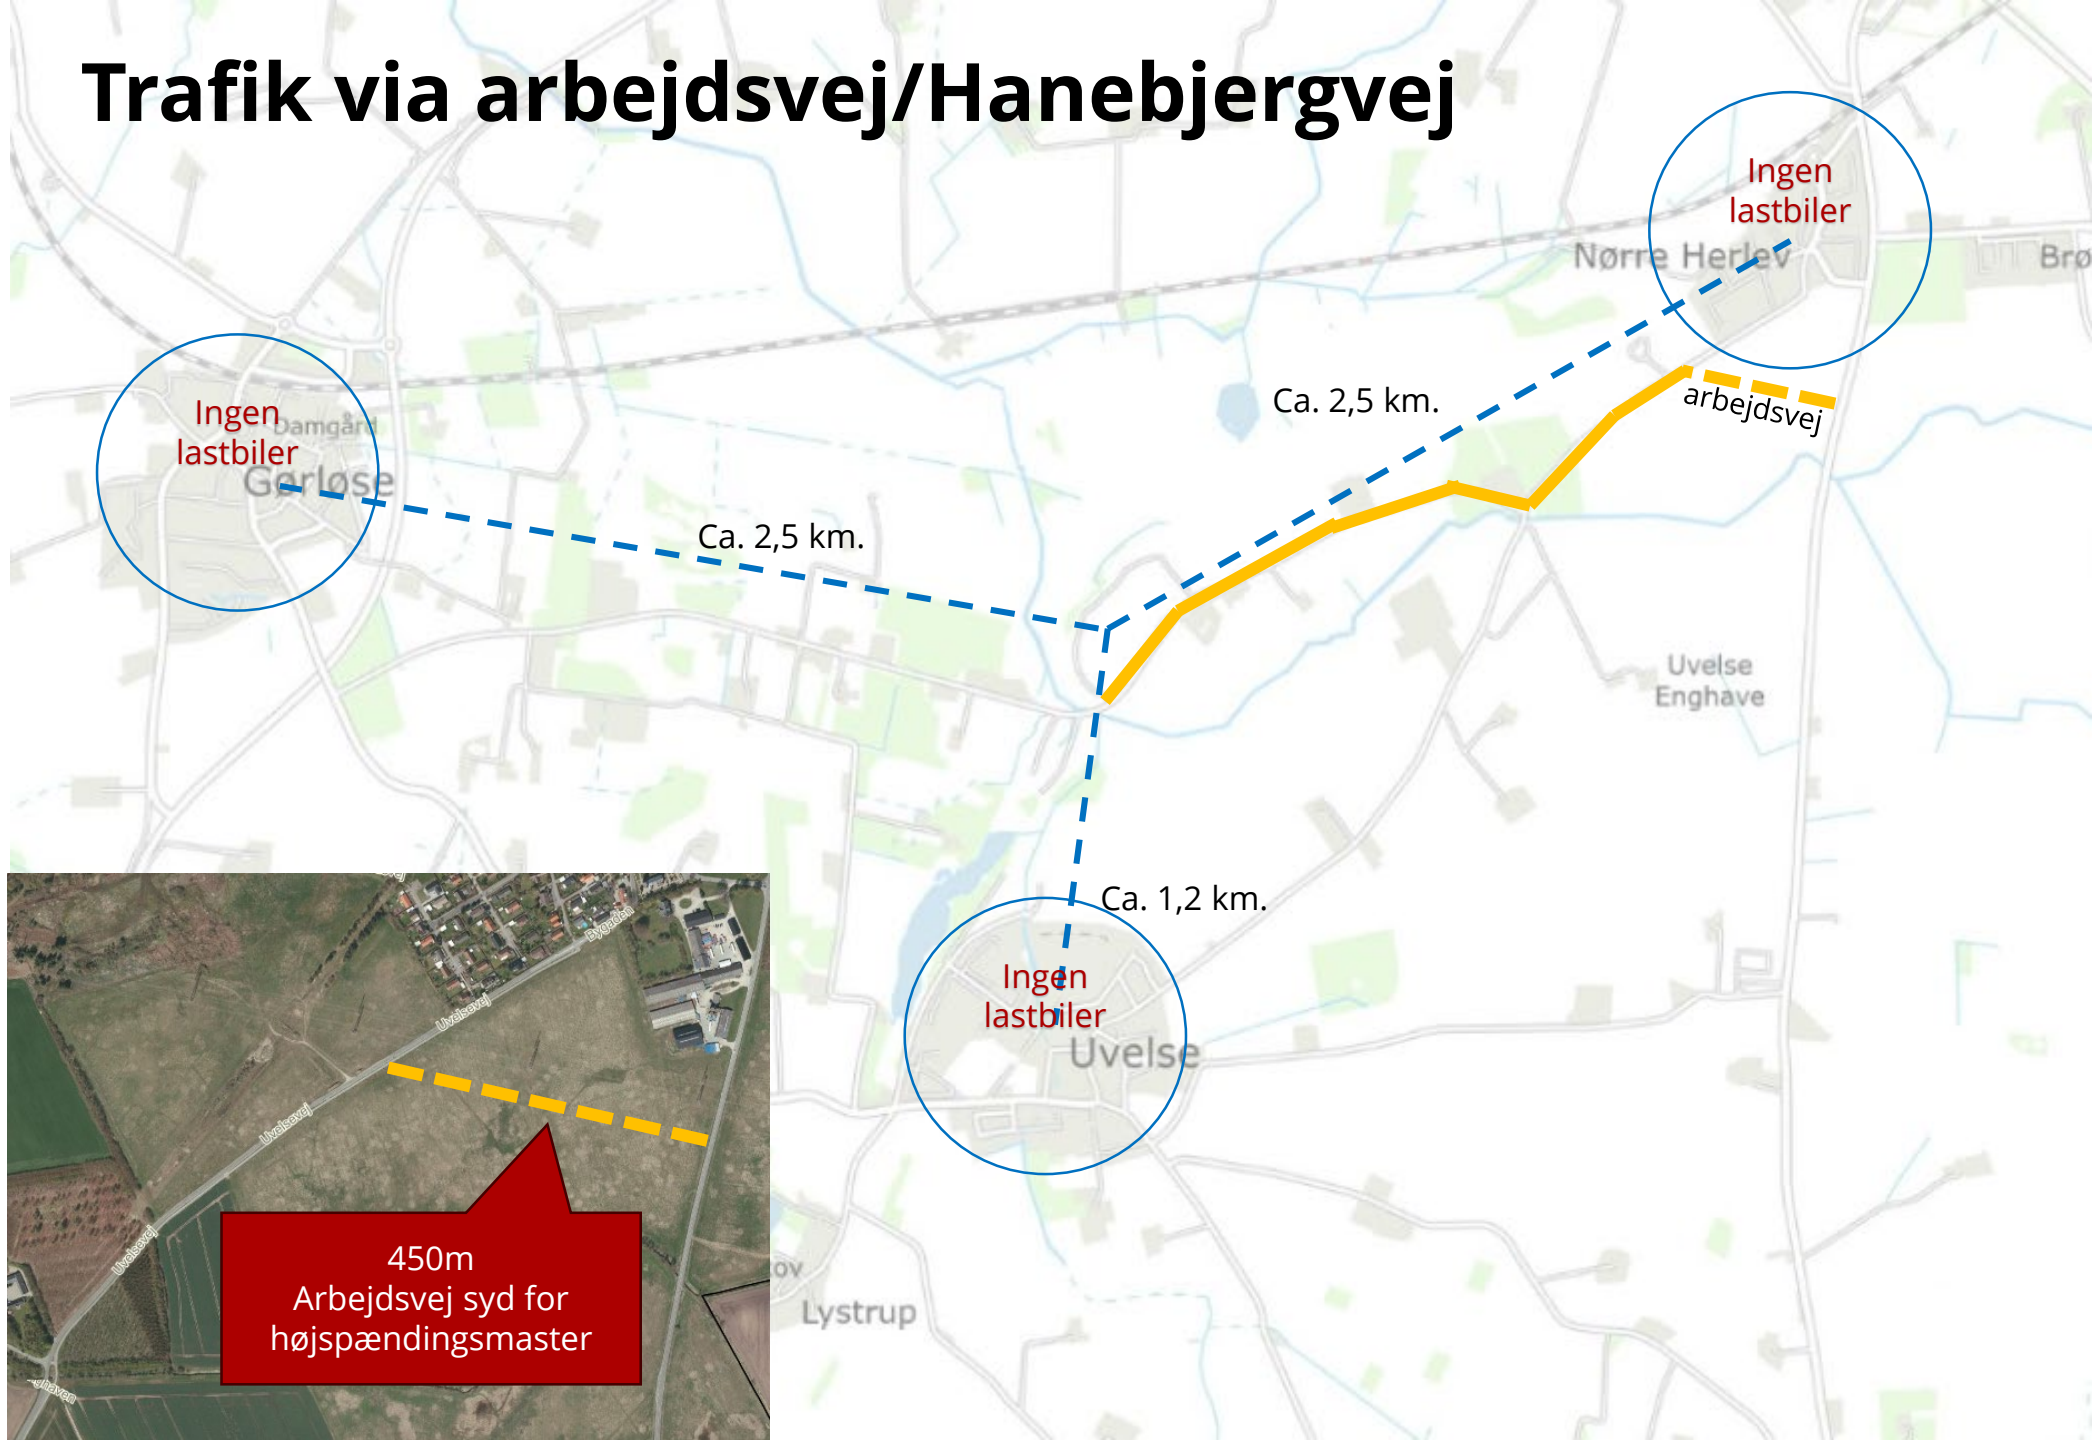 Trafik via arbejdsvej/Hanebjergvej
Ingen
lastbiler
Nørre Herlev
Brø
Ca. 2,5 km.
arbejdsvej
Ingen
lastbiler
Damgård
Gørløse
Ca. 2,5 km.
Uvelse
Enghave
Ca. 1,2 km.
Ingen
lastbiler
Uvelse
Bygaden
Uvelsevej
Uvelsevej
Uvelsevej
450m
Arbejdsvej syd for
højspændingsmaster
ov
Lystrup